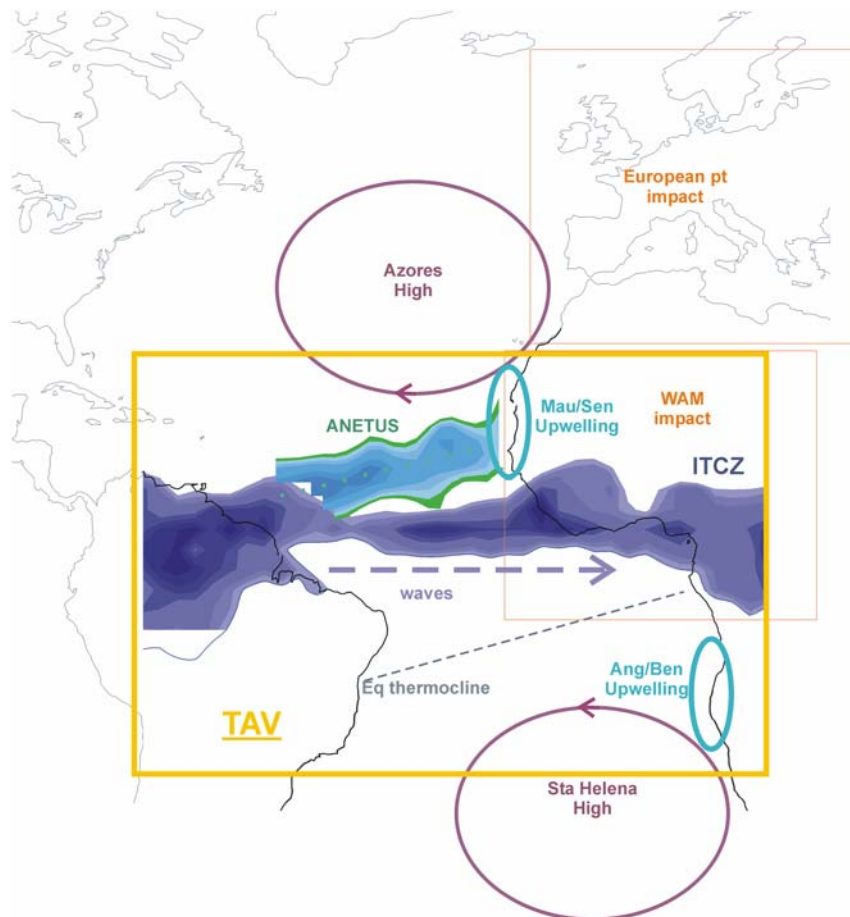 European pt
impact
Azores
High
Mau/Sen
Upwelling
WAM
impact
ANETUS
ITCZ
waves
Ang/Ben
Upwelling
Eq thermocline
TAV
Sta Helena
High